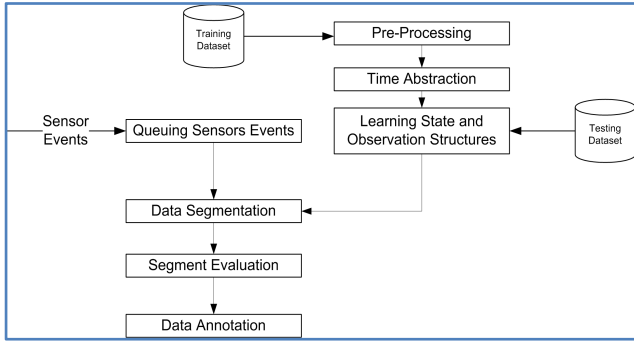 Training
Dataset
Pre-Processing
Time Abstraction
Sensor
Events
Queuing Sensors Events
Learning State and
Observation Structures
Testing
Dataset
Data Segmentation
Segment Evaluation
Data Annotation